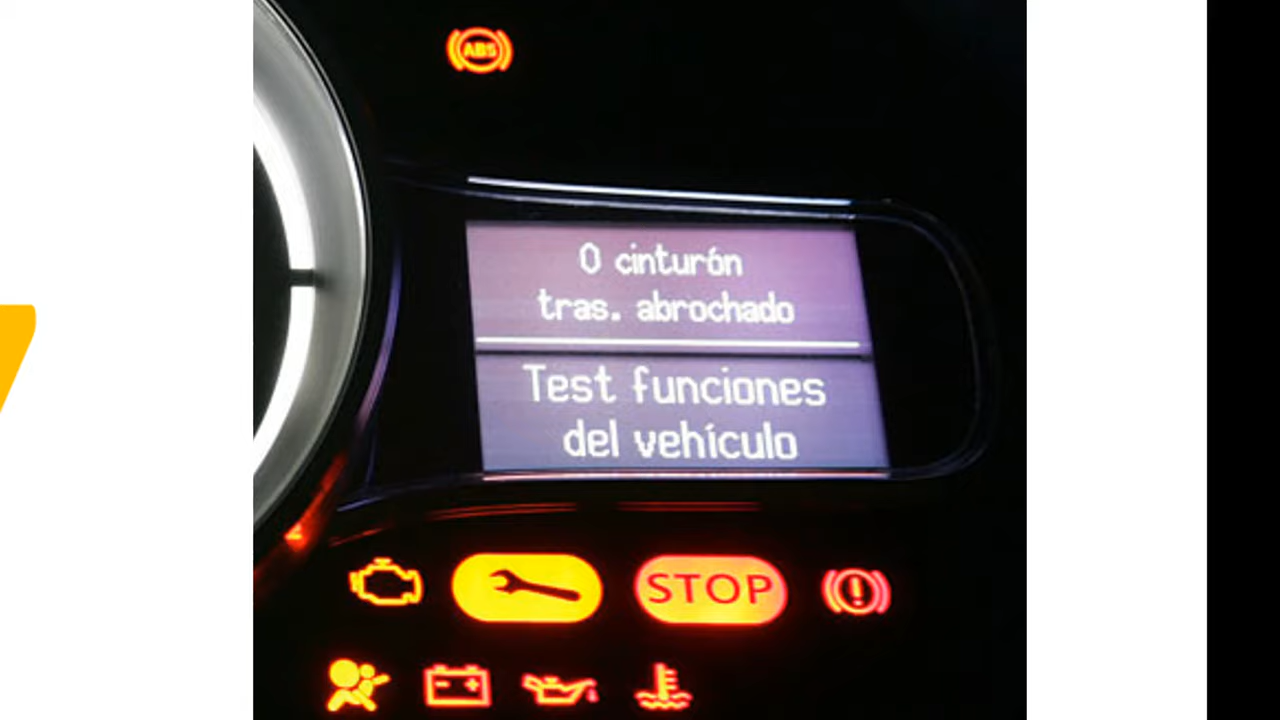 ABS
0 cinturón
tras. abrochado
Test funciones
del vehículo
STOP